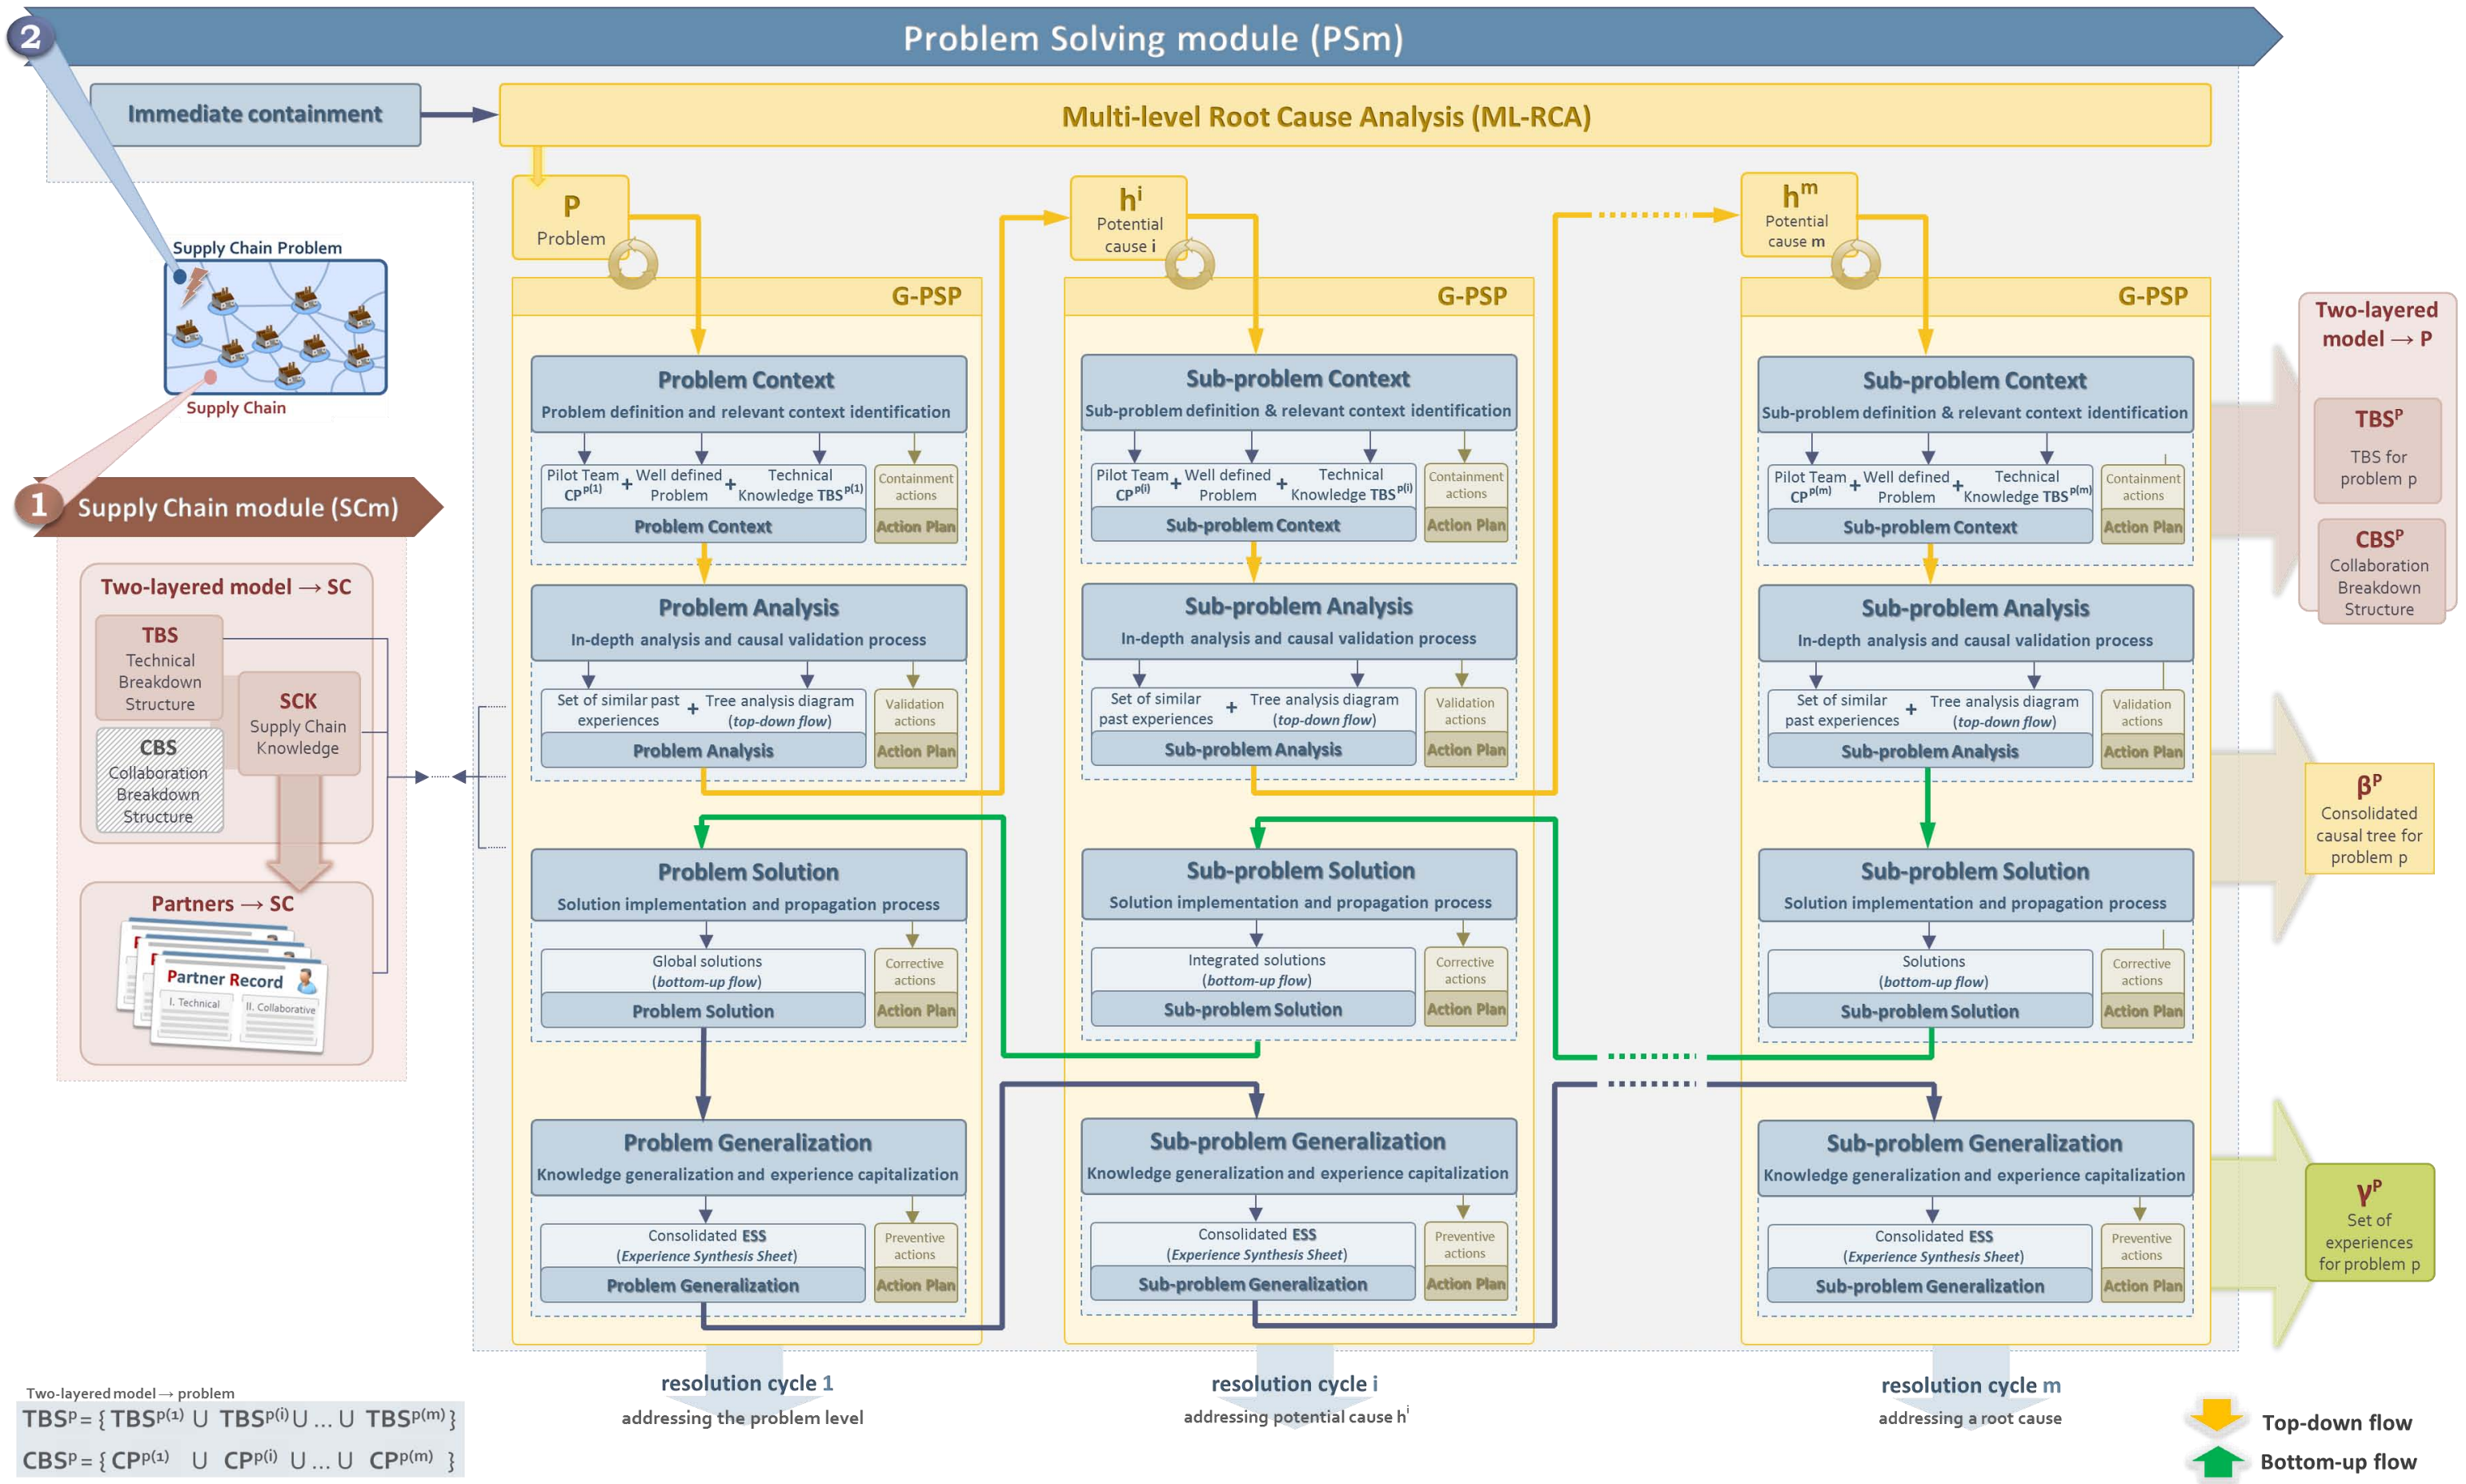 2
Problem Solving module (PSm)
Immediate containment
Multi-level Root Cause Analysis (ML-RCA)
Supply Chain Problem
Supply Chain
1
Supply Chain module (SCm)
Two-layered model → SC
TBS
Technical
Breakdown
Structure
SCK
Supply Chain
Knowledge
CBS
Collaboration
Breakdown
Structure
Partners → SC
Partner Record
I. Technical
II. Collaborative
P
Problem
G-PSP
Problem Context
Problem definition and relevant context identification
Pilot Team
CP^p(1)
+
Well defined
Problem
+
Technical
Knowledge TBS^p(1)
Problem Context
Containment
actions
Action Plan
Problem Analysis
In-depth analysis and causal validation process
Set of similar past
experiences
+
Tree analysis diagram
(top-down flow)
Problem Analysis
Validation
actions
Action Plan
Problem Solution
Solution implementation and propagation process
Global solutions
(bottom-up flow)
Problem Solution
Corrective
actions
Action Plan
Problem Generalization
Knowledge generalization and experience capitalization
Consolidated ESS
(Experience Synthesis Sheet)
Problem Generalization
Preventive
actions
Action Plan
resolution cycle 1
addressing the problem level
h^i
Potential
cause i
G-PSP
Sub-problem Context
Sub-problem definition & relevant context identification
Pilot Team
CP^p(i)
+
Well defined
Problem
+
Technical
Knowledge TBS^p(i)
Sub-problem Context
Containment
actions
Action Plan
Sub-problem Analysis
In-depth analysis and causal validation process
Set of similar
past experiences
+
Tree analysis diagram
(top-down flow)
Sub-problem Analysis
Validation
actions
Action Plan
Sub-problem Solution
Solution implementation and propagation process
Integrated solutions
(bottom-up flow)
Sub-problem Solution
Corrective
actions
Action Plan
Sub-problem Generalization
Knowledge generalization and experience capitalization
Consolidated ESS
(Experience Synthesis Sheet)
Sub-problem Generalization
Preventive
actions
Action Plan
resolution cycle i
addressing potential cause h^i
h^m
Potential
cause m
G-PSP
Sub-problem Context
Sub-problem definition & relevant context identification
Pilot Team
CP^p(m)
+
Well defined
Problem
+
Technical
Knowledge TBS^p(m)
Sub-problem Context
Containment
actions
Action Plan
Sub-problem Analysis
In-depth analysis and causal validation process
Set of similar
past experiences
+
Tree analysis diagram
(top-down flow)
Sub-problem Analysis
Validation
actions
Action Plan
Sub-problem Solution
Solution implementation and propagation process
Solutions
(bottom-up flow)
Sub-problem Solution
Corrective
actions
Action Plan
Sub-problem Generalization
Knowledge generalization and experience capitalization
Consolidated ESS
(Experience Synthesis Sheet)
Sub-problem Generalization
Preventive
actions
Action Plan
resolution cycle m
addressing a root cause
Two-layered
model → P
TBS^P
TBS for
problem p
CBS^P
Collaboration
Breakdown
Structure
β^P
Consolidated
causal tree for
problem p
γ^P
Set of
experiences
for problem p
Two-layered model → problem
TBS^p = { TBS^p(1) U TBS^p(i) U ... U TBS^p(m) }
CBS^p = { CP^p(1) U CP^p(i) U ... U CP^p(m) }
Top-down flow
Bottom-up flow